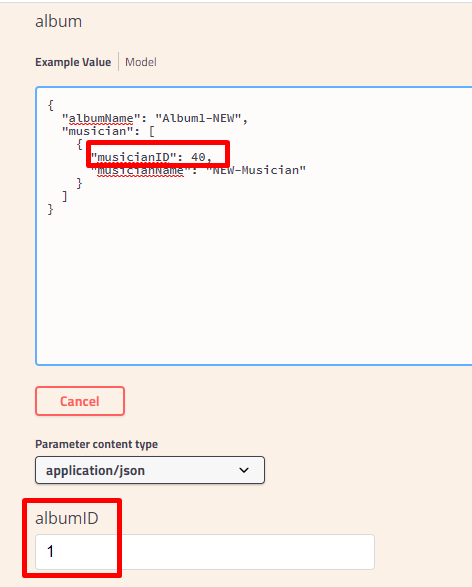 album
Example Value Model
{
"albumName": "Album1-NEW",
"musician": [
{
"musicianID": 40,
"musicianName": "NEW-Musician"
}
]
}
Cancel
Parameter content type
application/json
albumID
1